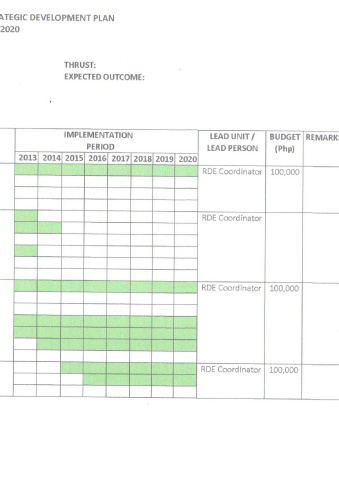 ATEGIC DEVELOPMENT PLAN
2020
THRUST:
EXPECTED OUTCOME:
IMPLEMENTATION
PERIOD
LEAD UNIT /
LEAD PERSON
BUDGET
(Php)
REMARKS
2013 2014 2015 2016 2017 2018 2019 2020
RDE Coordinator 100,000
RDE Coordinator
RDE Coordinator 100,000
RDE Coordinator 100,000